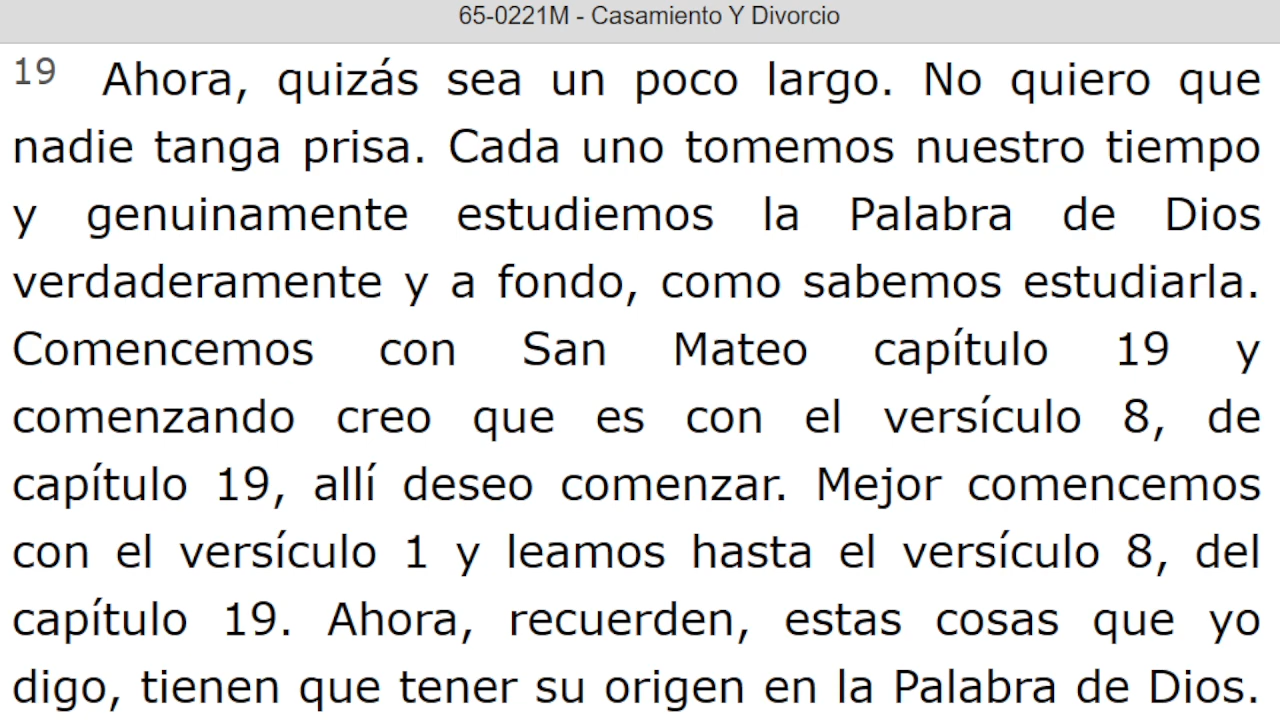 65-0221M - Casamiento Y Divorcio
19 Ahora, quizás sea un poco largo. No quiero que
nadie tanga prisa. Cada uno tomemos nuestro tiempo
y genuinamente estudiemos la Palabra de Dios
verdaderamente y a fondo, como sabemos estudiarla.
Comencemos con San Mateo capítulo 19 y
comenzando creo que es con el versículo 8, de
capítulo 19, allí deseo comenzar. Mejor comencemos
con el versículo 1 y leamos hasta el versículo 8, del
capítulo 19. Ahora, recuerden, estas cosas que yo
digo, tienen que tener su origen en la Palabra de Dios.